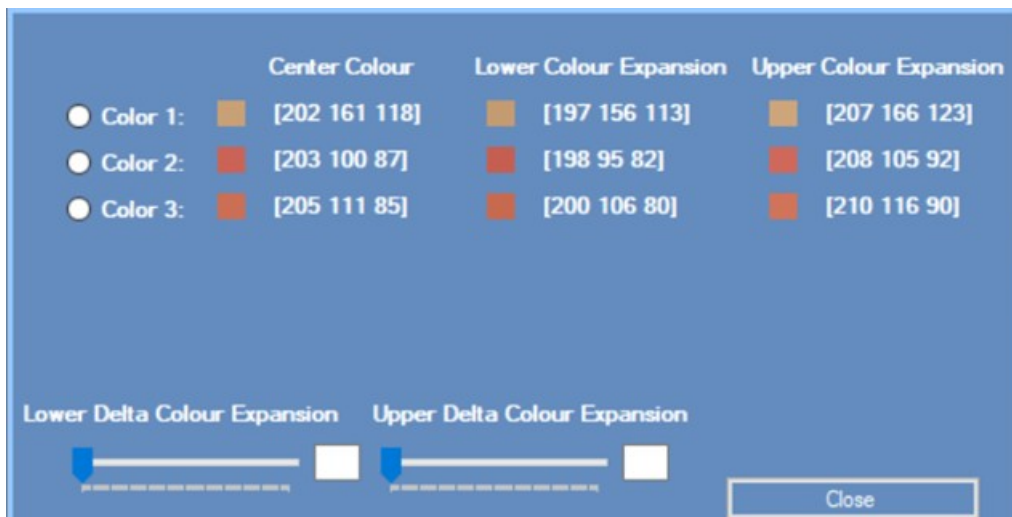 Center Colour Lower Colour Expansion Upper Colour Expansion
Color 1: [202 161 118] [197 156 113] [207 166 123]
Color 2: [203 100 87] [198 95 82] [208 105 92]
Color 3: [205 111 85] [200 106 80] [210 116 90]
Lower Delta Colour Expansion Upper Delta Colour Expansion
Close